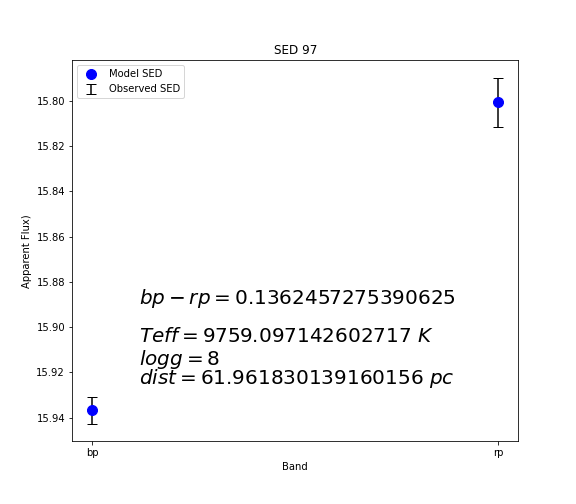 SED 97
Model SED
Observed SED
15.80
15.82
15.84
15.86
15.88
15.90
15.92
15.94
Apparent Flux)
bp − rp = 0.1362457275390625
Teff = 9759.097142602717 K
logg = 8
dist = 61.961830139160156 pc
bp
rp
Band